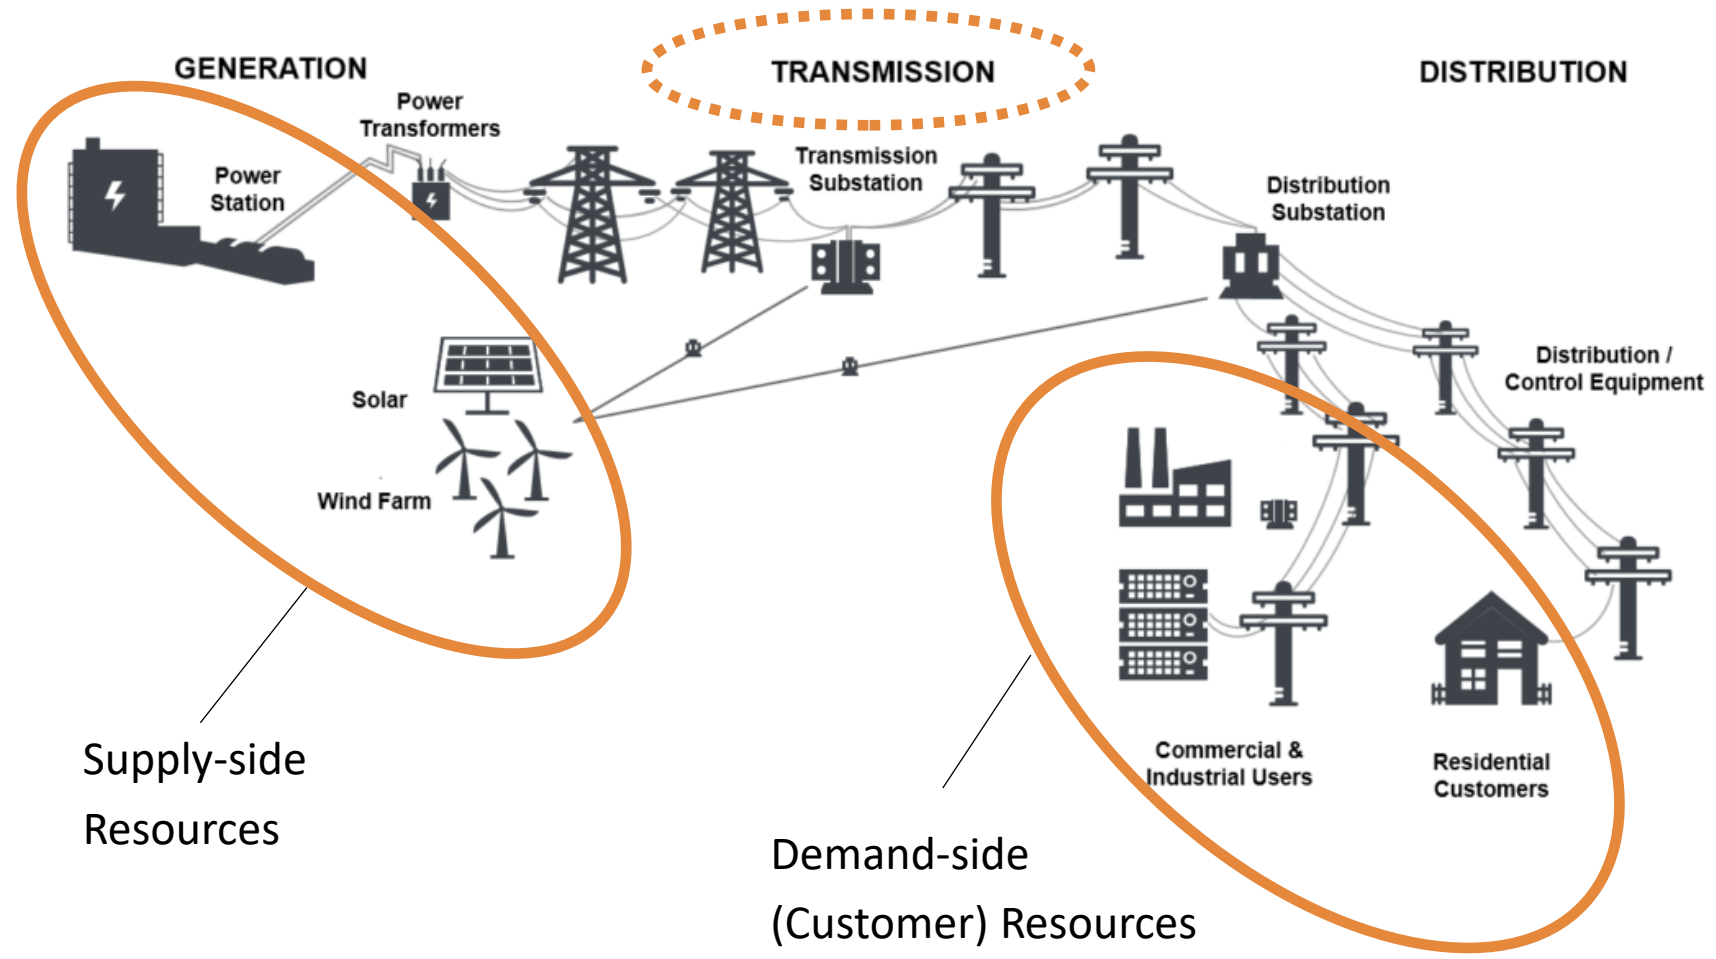 GENERATION
TRANSMISSION
DISTRIBUTION
Power
Transformers
Power
Station
Transmission
Substation
Distribution
Substation
Solar
Wind Farm
Distribution /
Control Equipment
Commercial &
Industrial Users
Residential
Customers
Supply-side
Resources
Demand-side
(Customer) Resources